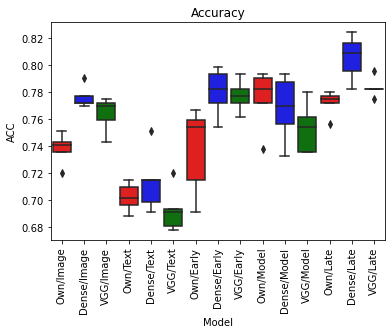 Accuracy
ACC
0.82
0.80
0.78
0.76
0.74
0.72
0.70
0.68
Own/Image
Dense/Image
VGG/Image
Own/Text
Dense/Text
VGG/Text
Own/Early
Dense/Early
VGG/Early
Own/Model
Dense/Model
VGG/Model
Own/Late
Dense/Late
VGG/Late
Model